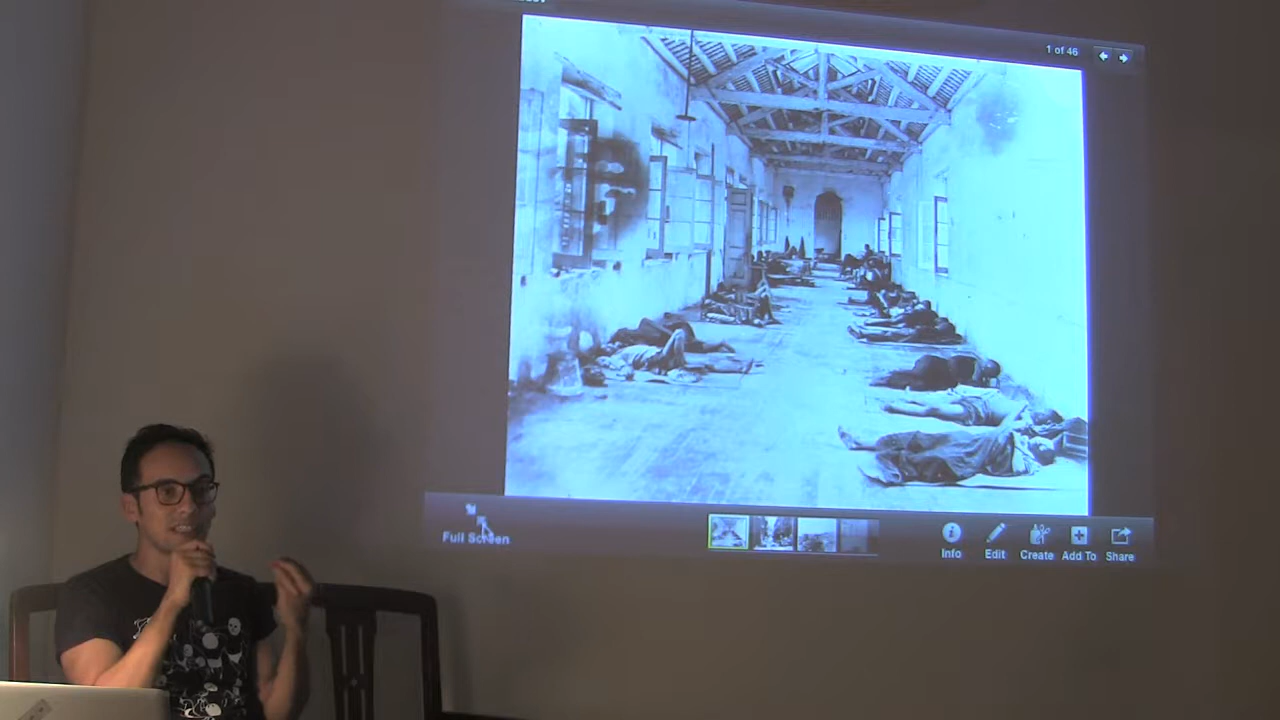 1 of 46
Full Screen
Info
Edit
Create
Add To
Share